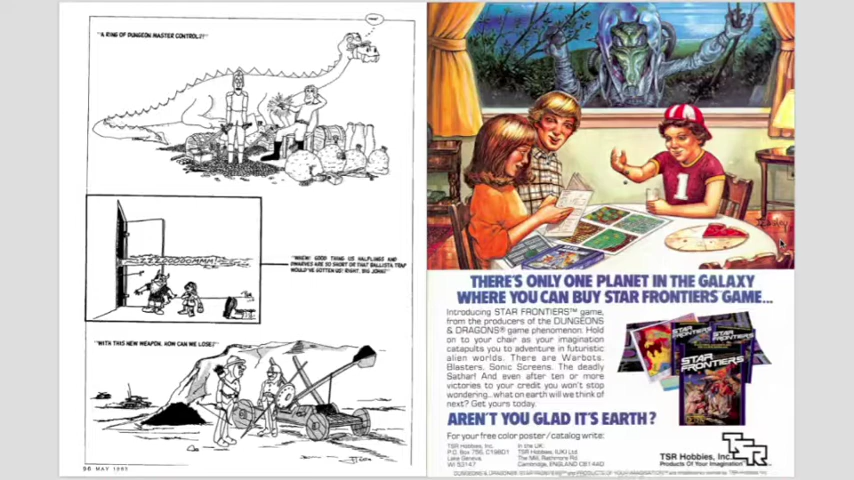 "A RING OF DUNGEON MASTER CONTROL!?"
"WHEW! GOOD THING US HALFLINGS AND
DWARVES ARE SO SHORT OR THAT BALLISTA TRAP
WOULD'VE GOTTEN US! RIGHT, BIG JOHN?"
"WITH THIS NEW WEAPON, HOW CAN WE LOSE?"
96 MAY 1983
1
THERE'S ONLY ONE PLANET IN THE GALAXY
WHERE YOU CAN BUY STAR FRONTIERS GAME...
Introducing STAR FRONTIERS™ game,
from the producers of the DUNGEONS
& DRAGONS® game phenomenon. Hold
on to your chair as your imagination
catapults you to adventure in futuristic
alien worlds. There are Warbots.
Blasters. Sonic Screens. The deadly
Sathar! And even after ten or more
victories to your credit you won't stop
wondering...what on earth will we think of
next? Get yours today.
AREN'T YOU GLAD IT'S EARTH?
For your free color poster/catalog write:
TSR Hobbies, Inc.
P.O. Box 756,
Lake Geneva,
WI 53147
In the UK:
TSR Hobbies, (UK) Ltd.
The Mill, Rathmore Rd.
Cambridge, ENGLAND CB1 4AD
STAR FRONTIERS
TSR
TSR Hobbies, Inc.
Products Of Your Imagination